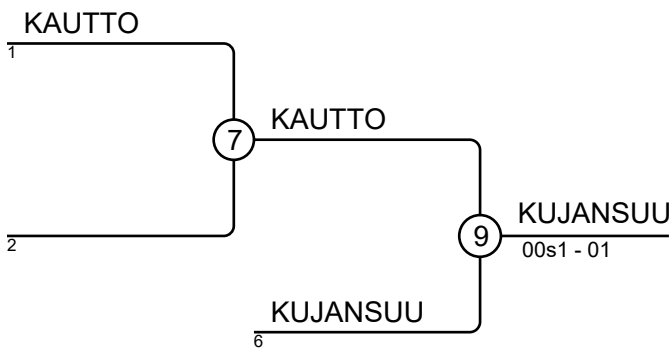 KAUTTO
1
7
KAUTTO
2
9
KUJANSUU
00s1 - 01
KUJANSUU
6